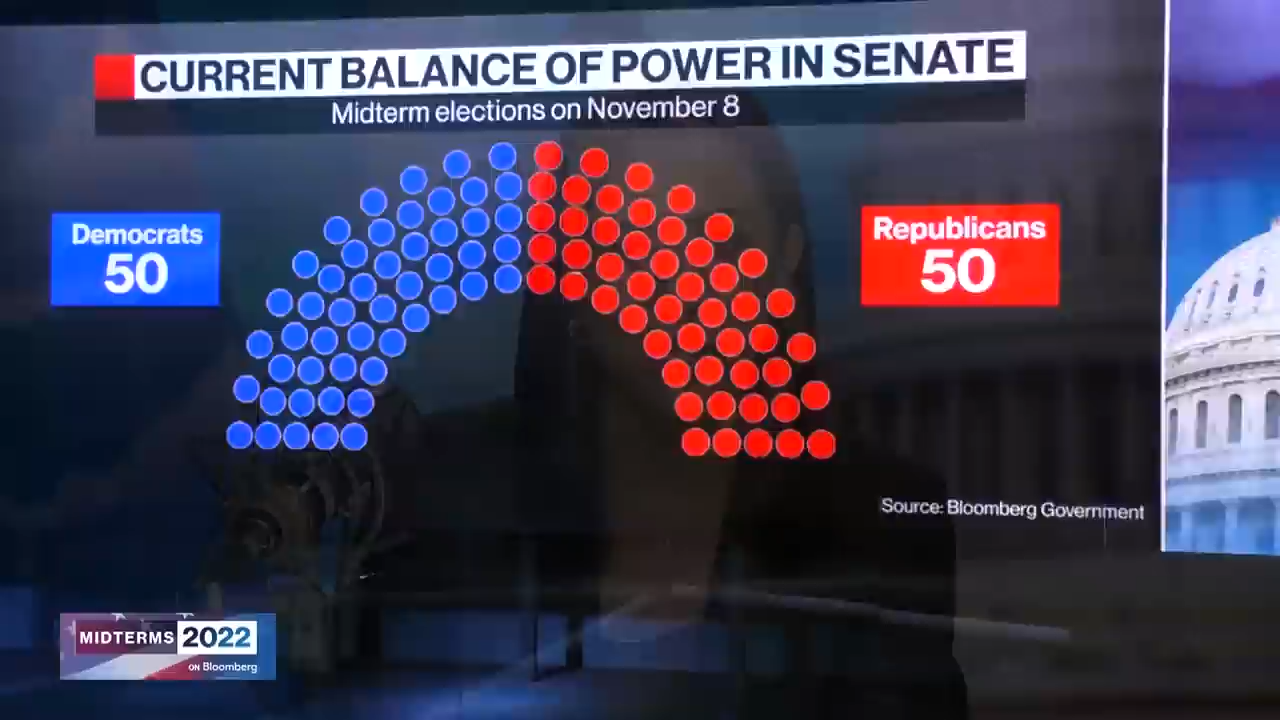 CURRENT BALANCE OF POWER IN SENATE
Midterm elections on November 8
Democrats
50
Republicans
50
Source: Bloomberg Government
MIDTERMS 2022
ON Bloomberg